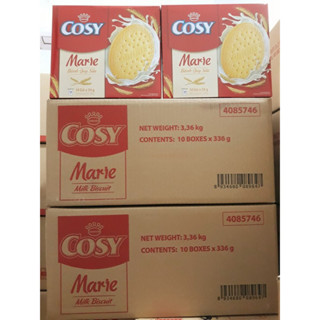 COSY
Marie
COSY
Marie
4085746
COSY
NET WEIGHT: 3,36 kg
CONTENTS: 10 BOXES x 336 g
Marie
Milk Biscuit
4085746
COSY
NET WEIGHT: 3,36 kg
CONTENTS: 10 BOXES x 336 g
Marie
Milk Biscuit